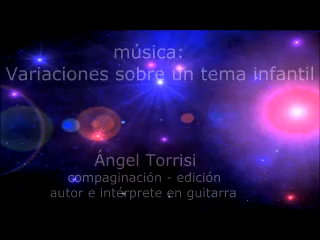 música:
Variaciones sobre un tema infantil
Ángel Torrisi
compaginación - edición
autor e intérprete en guitarra